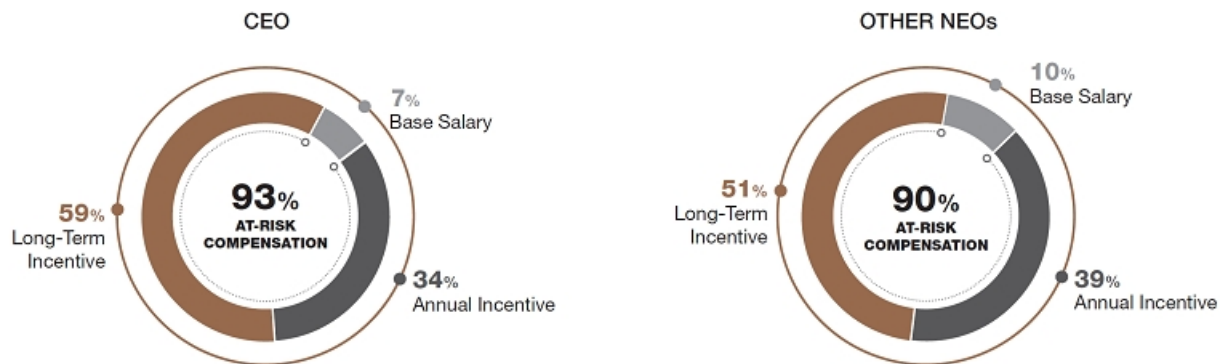 CEO
7%
Base Salary
93%
AT-RISK
COMPENSATION
59%
Long-Term
Incentive
34%
Annual Incentive
OTHER NEOs
10%
Base Salary
51%
Long-Term
Incentive
90%
AT-RISK
COMPENSATION
39%
Annual Incentive